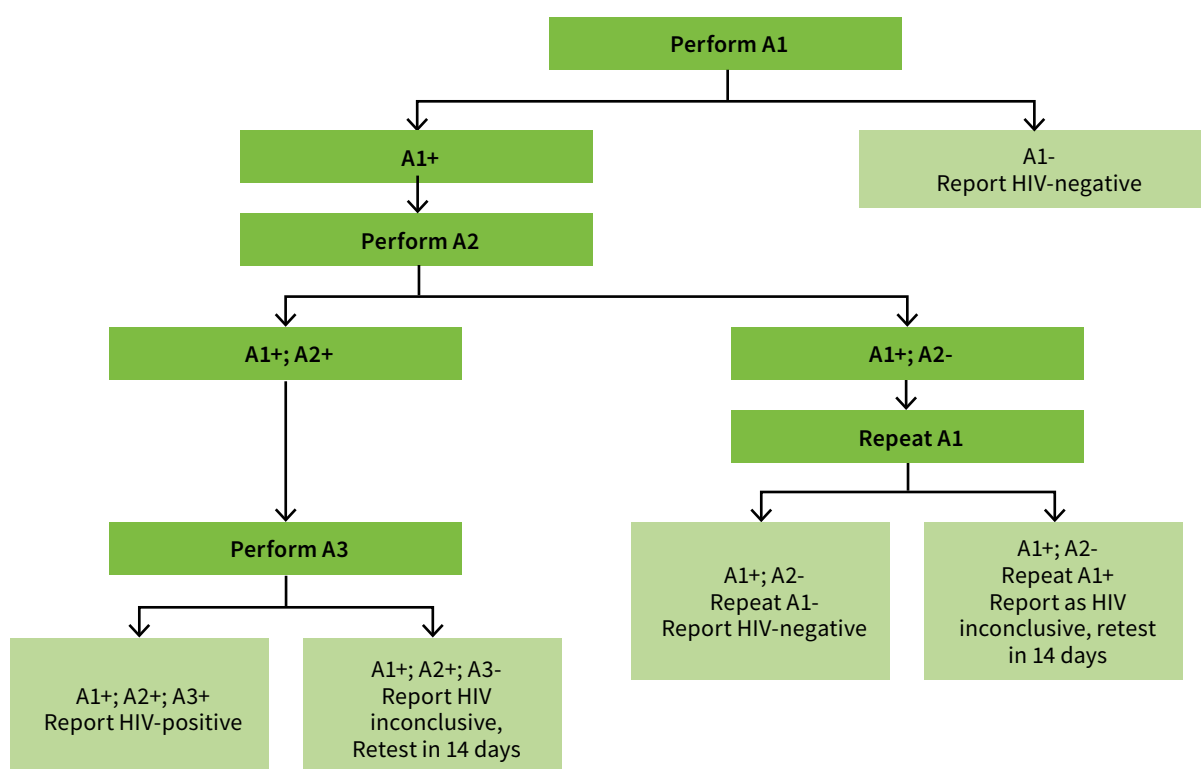 Perform A1
A1+
A1-
Report HIV-negative
Perform A2
A1+; A2+
A1+; A2-
Repeat A1
Perform A3
A1+; A2-
Repeat A1-
Report HIV-negative
A1+; A2-
Repeat A1+
Report as HIV
inconclusive, retest
in 14 days
A1+; A2+; A3+
Report HIV-positive
A1+; A2+; A3-
Report HIV
inconclusive,
Retest in 14 days